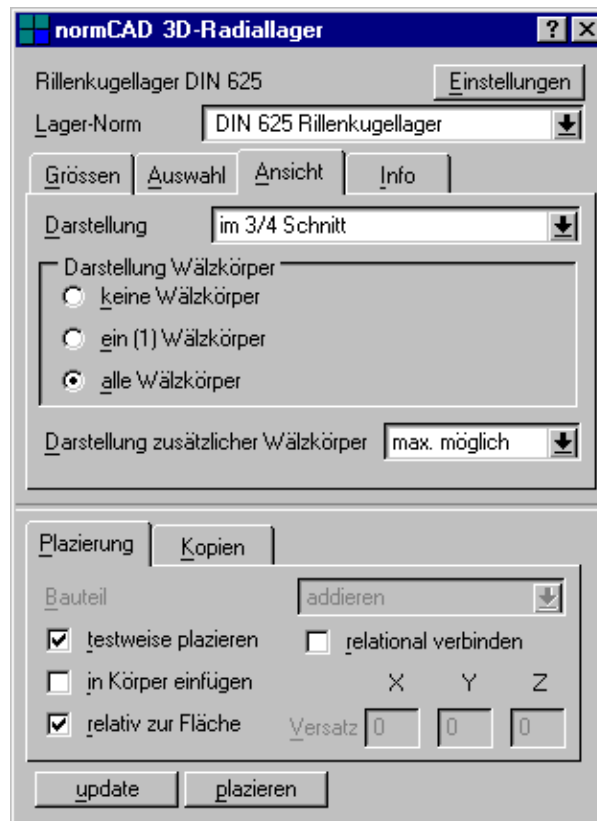 normCAD 3D-Radiallager ? ×
Rillenkugellager DIN 625 Einstellungen
Lager-Norm DIN 625 Rillenkugellager
Grössen Auswahl Ansicht Info
Darstellung im 3/4 Schnitt
Darstellung Wälzkörper
keine Wälzkörper
ein (1) Wälzkörper
alle Wälzkörper
Darstellung zusätzlicher Wälzkörper max. möglich
Plazierung Kopien
Bauteil addieren
testweise plazieren relational verbinden
in Körper einfügen X Y Z
relativ zur Fläche Versatz 0 0 0
update plazieren